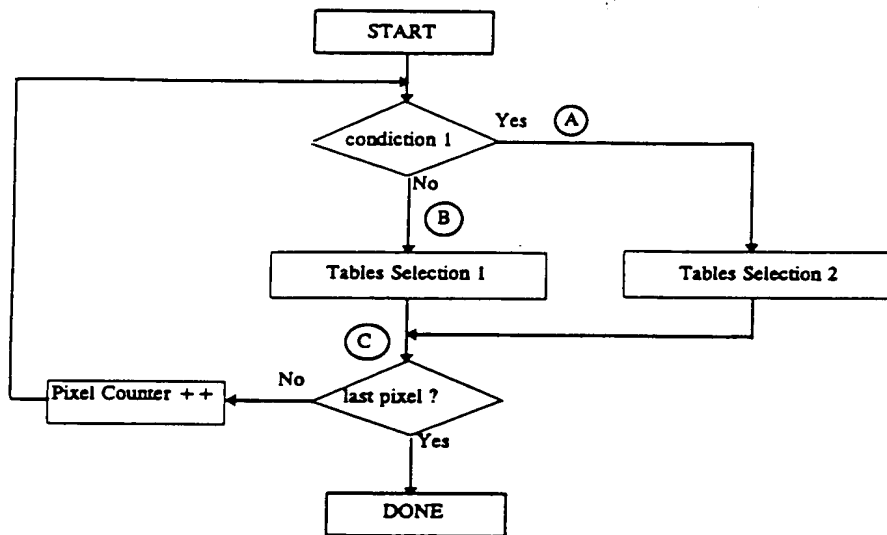 START
Yes
A
condiction 1
No
B
Tables Selection 1
Tables Selection 2
C
No
Pixel Counter ++
last pixel ?
Yes
DONE